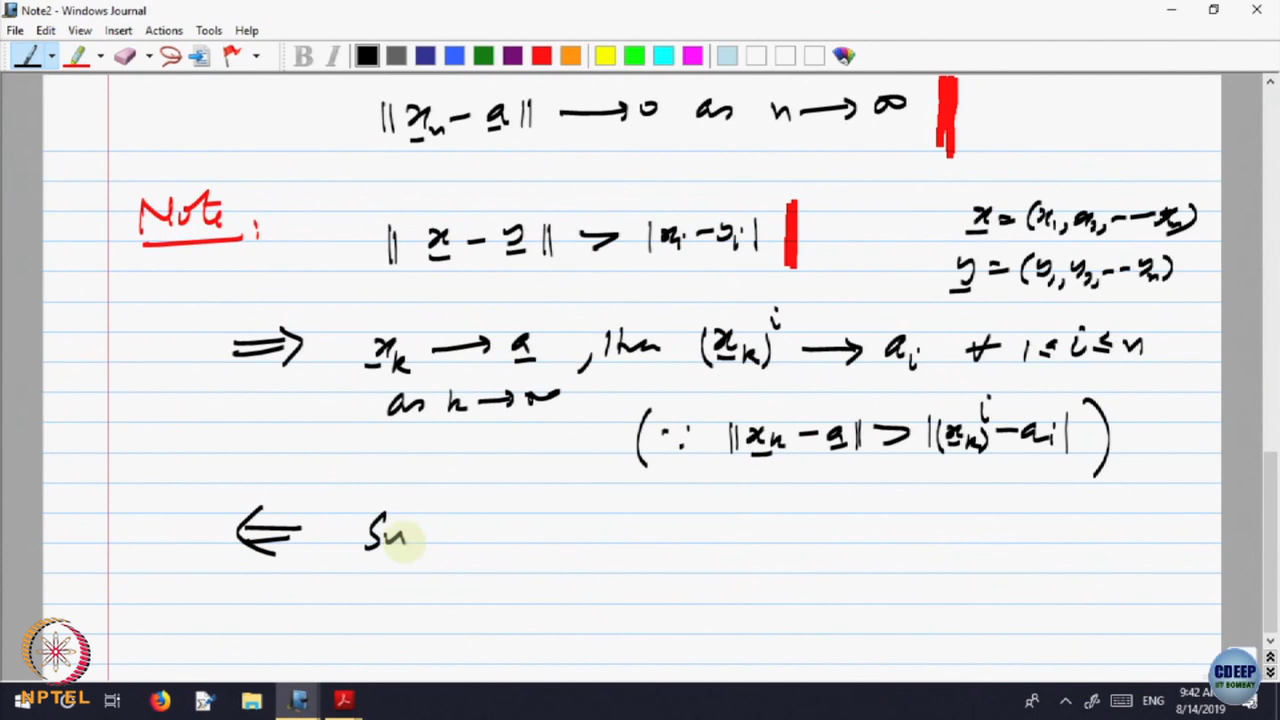 Note2 - Windows Journal
File Edit View Insert Actions Tools Help
B I
||x_n - a|| → 0 as n → ∞
Note:
||x - y|| > |x_i - y_i|
x = (x_1, x_2, --- x_n)
y = (y_1, y_2, -- y_n)
⇒ x_k → a, then (x_k)^i → a_i ∀ 1 ≤ i ≤ n
as k → ∞
(∵ ||x_k - a|| > |(x_k)^i - a_i|)
⇐ Su
NPTEL
CDEEP
IIT BOMBAY
ENG
9:42 AM
8/14/2019